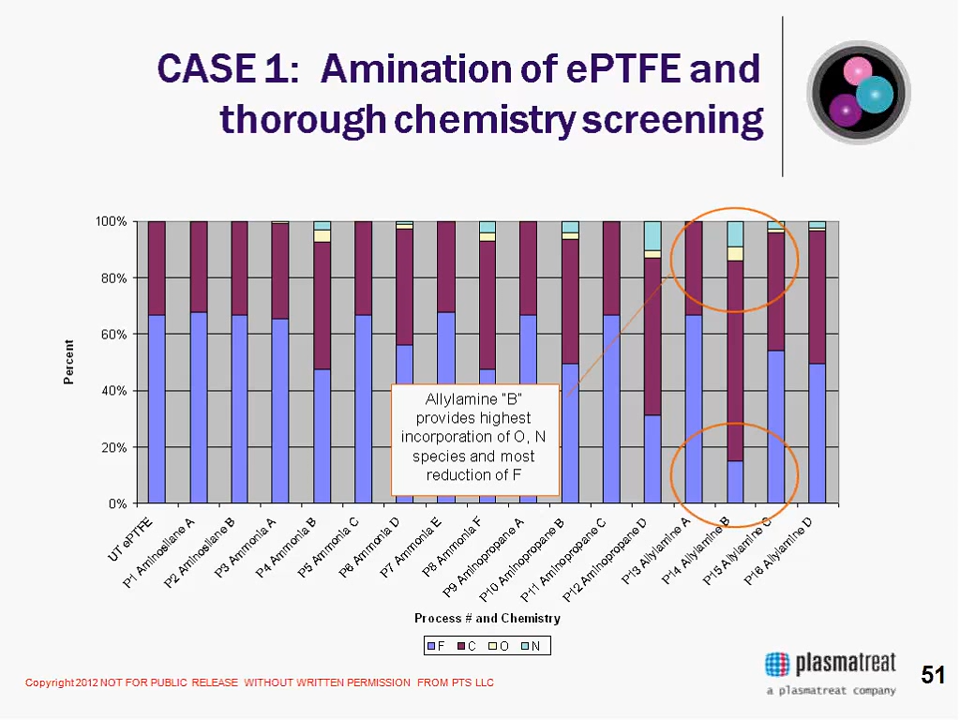 CASE 1: Amination of ePTFE and
thorough chemistry screening
100%
80%
60%
40%
20%
0%
Percent
Allylamine "B"
provides highest
incorporation of O, N
species and most
reduction of F
UT ePTFE
P1 Aminosilane A
P2 Aminosilane B
P3 Ammonia A
P4 Ammonia B
P5 Ammonia C
P6 Ammonia D
P7 Ammonia E
P8 Ammonia F
P9 Aminopropane A
P10 Aminopropane B
P11 Aminopropane C
P12 Aminopropane D
P13 Allylamine A
P14 Allylamine B
P15 Allylamine C
P16 Allylamine D
Process # and Chemistry
F C O N
Copyright 2012 NOT FOR PUBLIC RELEASE WITHOUT WRITTEN PERMISSION FROM PTS LLC
plasmatreat
a plasmatreat company
51